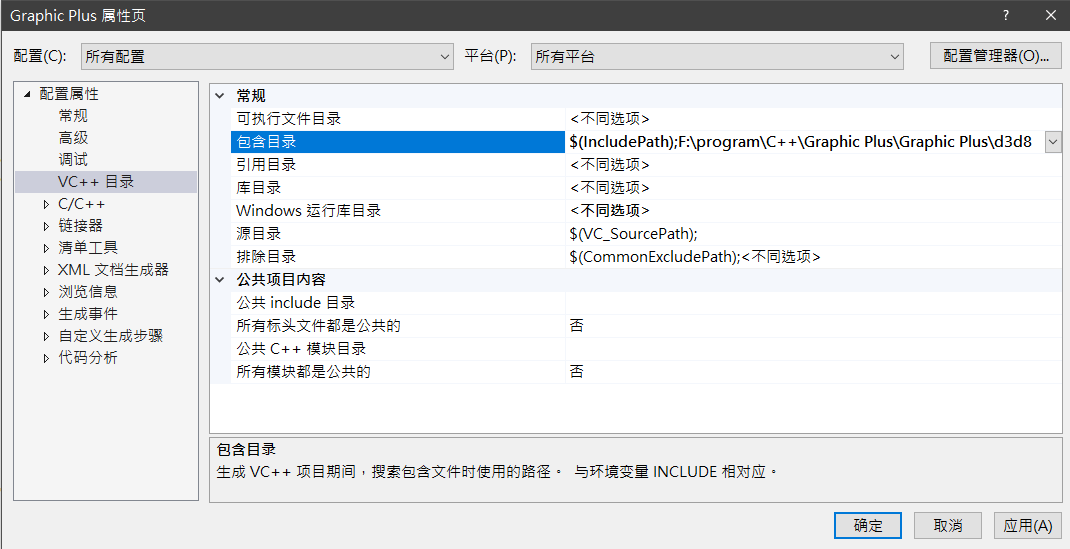 Graphic Plus 属性页
配置(C): 所有配置 平台(P): 所有平台 配置管理器(O)...
配置属性
常规
高级
调试
VC++ 目录
C/C++
链接器
清单工具
XML 文档生成器
浏览信息
生成事件
自定义生成步骤
代码分析
常规
可执行文件目录 <不同选项>
包含目录 $(IncludePath);F:\program\C++\Graphic Plus\Graphic Plus\d3d8
引用目录 <不同选项>
库目录 <不同选项>
Windows 运行库目录 <不同选项>
源目录 $(VC_SourcePath);
排除目录 $(CommonExcludePath);<不同选项>
公共项目内容
公共 include 目录
所有标头文件都是公共的 否
公共 C++ 模块目录
所有模块都是公共的 否
包含目录
生成 VC++ 项目期间，搜索包含文件时使用的路径。 与环境变量 INCLUDE 相对应。
确定 取消 应用(A)